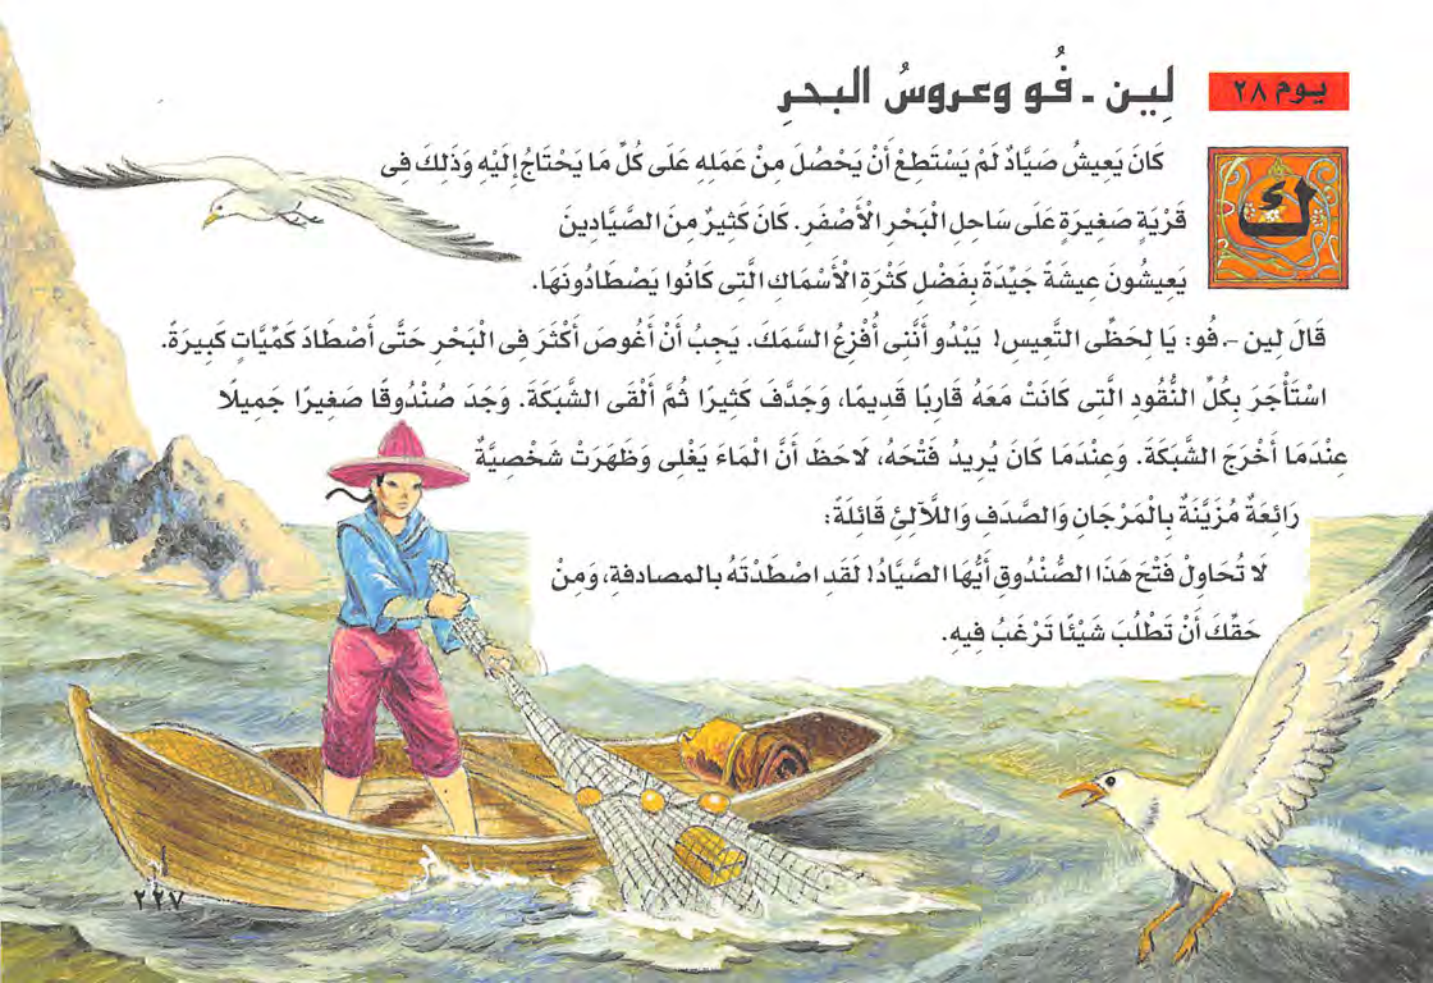 يوم ٢٨
لِين - فُو وعروسُ البحرِ
ك
كَانَ يَعِيشُ صَيَّادٌ لَمْ يَسْتَطِعْ أَنْ يَحْصُلَ مِنْ عَمَلِهِ عَلَى كُلِّ مَا يَحْتَاجُ إِلَيْهِ وَذَلِكَ فِى
قَرْيَةٍ صَغِيرَةٍ عَلَى سَاحِلِ الْبَحْرِ الْأَصْفَرِ. كَانَ كَثِيرٌ مِنَ الصَّيَّادِينَ
يَعِيشُونَ عِيشَةً جَيِّدَةً بِفَضْلِ كَثْرَةِ الْأَسْمَاكِ الَّتِى كَانُوا يَصْطَادُونَهَا.
قَالَ لِين -. فُو: يَا لِحَظِّى التَّعِيسِ! يَبْدُو أَنَّنِى أُفْزِعُ السَّمَكَ. يَجِبُ أَنْ أَغُوصَ أَكْثَرَ فِى الْبَحْرِ حَتَّى أَصْطَادَ كَمِّيَّاتٍ كَبِيرَةً.
اسْتَأْجَرَ بِكُلِّ النُّقُودِ الَّتِى كَانَتْ مَعَهُ قَارِبًا قَدِيمًا، وَجَدَّفَ كَثِيرًا ثُمَّ أَلْقَى الشَّبَكَةَ. وَجَدَ صُنْدُوقًا صَغِيرًا جَمِيلًا
عِنْدَمَا أَخْرَجَ الشَّبَكَةَ. وَعِنْدَمَا كَانَ يُرِيدُ فَتْحَهُ، لَاحَظَ أَنَّ الْمَاءَ يَغْلِى وَظَهَرَتْ شَخْصِيَّةٌ
رَائِعَةٌ مُزَيَّنَةٌ بِالْمَرْجَانِ وَالصَّدَفِ وَاللَّآلِئِ قَائِلَةً:
لَا تُحَاوِلْ فَتْحَ هَذَا الصُّنْدُوقِ أَيُّهَا الصَّيَّادُ! لَقَدِ اصْطَدْتَهُ بالمصادفةِ، وَمِنْ
حَقِّكَ أَنْ تَطْلُبَ شَيْئًا تَرْغَبُ فِيهِ.
٢٢٧